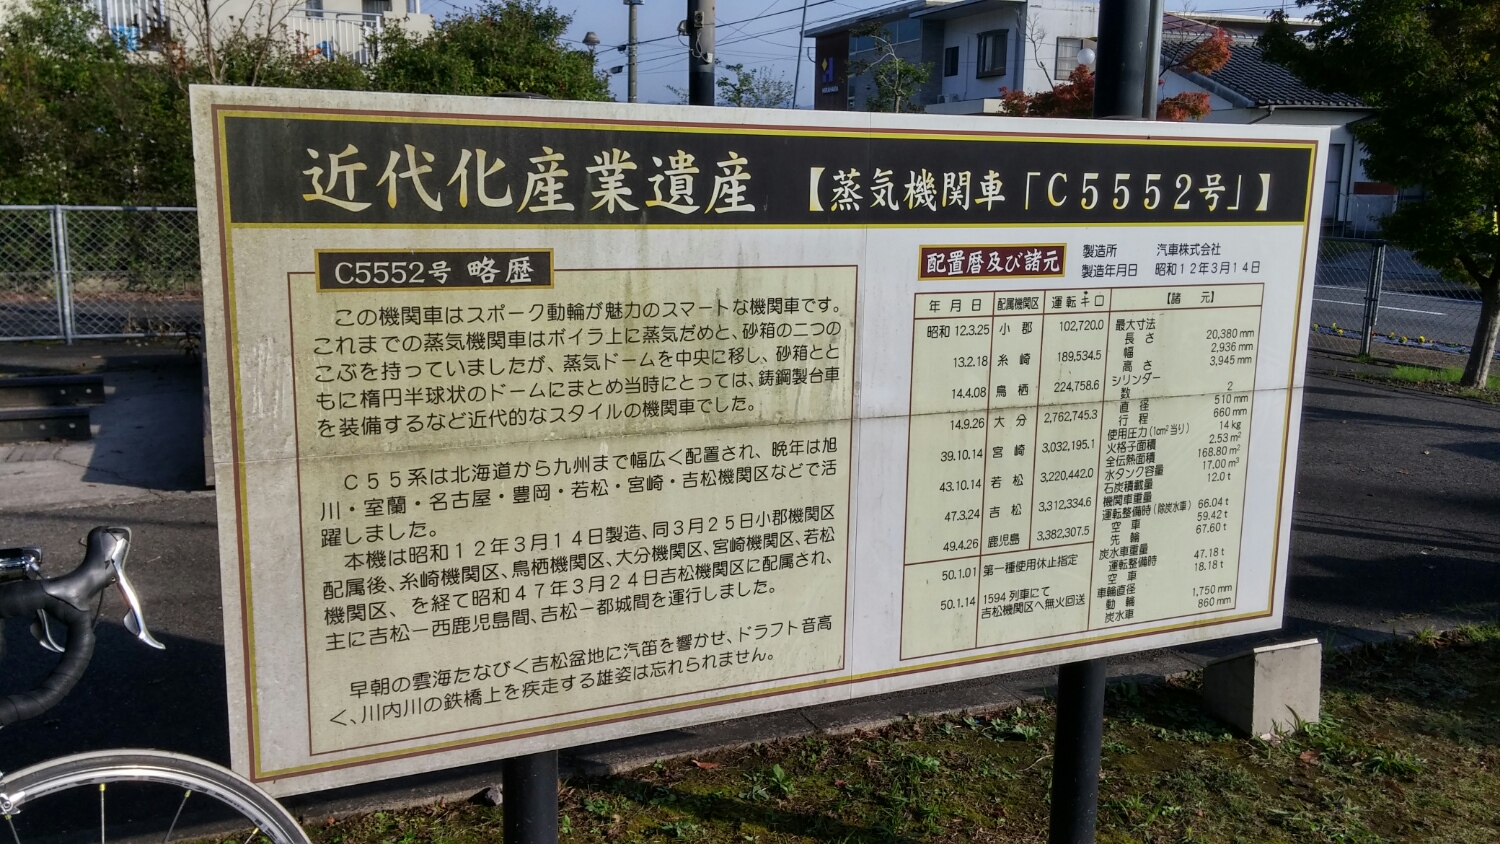 近代化産業遺産 【蒸気機関車「C5552号」】
C5552号 略歴
この機関車はスポーク動輪が魅力のスマートな機関車です。
これまでの蒸気機関車はボイラ上に蒸気だめと、砂箱の二つの
こぶを持っていましたが、蒸気ドームを中央に移し、砂箱とと
もに楕円半球状のドームにまとめ当時にとっては、鋳鋼製台車
を装備するなど近代的なスタイルの機関車でした。
C55系は北海道から九州まで幅広く配置され、晩年は旭
川・室蘭・名古屋・豊岡・若松・宮崎・吉松機関区などで活
躍しました。
本機は昭和12年3月14日製造、同3月25日小郡機関区
配属後、糸崎機関区、鳥栖機関区、大分機関区、宮崎機関区、若松
機関区、を経て昭和47年3月24日吉松機関区に配属され、
主に吉松ー西鹿児島間、吉松ー都城間を運行しました。
早朝の雲海たなびく吉松盆地に汽笛を響かせ、ドラフト音高
く、川内川の鉄橋上を疾走する雄姿は忘れられません。
配置暦及び諸元
製造所 汽車株式会社
製造年月日 昭和12年3月14日
年月日 配属機関区 運転キロ
昭和 12.3.25 小郡 102,720.0
13.2.18 糸崎 189,534.5
14.4.08 鳥栖 224,758.6
14.9.26 大分 2,762,745.3
39.10.14 宮崎 3,032,195.1
43.10.14 若松 3,220,442.0
47.3.24 吉松 3,312,334.6
49.4.26 鹿児島 3,382,307.5
50.1.01 第一種使用休止指定
50.1.14 1594列車にて
吉松機関区へ無火回送
【諸元】
最大寸法
長さ 20,380mm
幅 2,936mm
高さ 3,945mm
シリンダー
数 2
直径 510mm
行程 660mm
使用圧力(1cm²当り) 14kg
火格子面積 2.53m²
全伝熱面積 168.80m²
水タンク容量 17.00m³
石炭積載量 12.0t
機関車重量
運転整備時(除炭水車) 66.04t
空車 59.42t
先輪 67.60t
炭水車重量
運転整備時 47.18t
空車 18.18t
車輪直径
動輪 1,750mm
炭水車 860mm